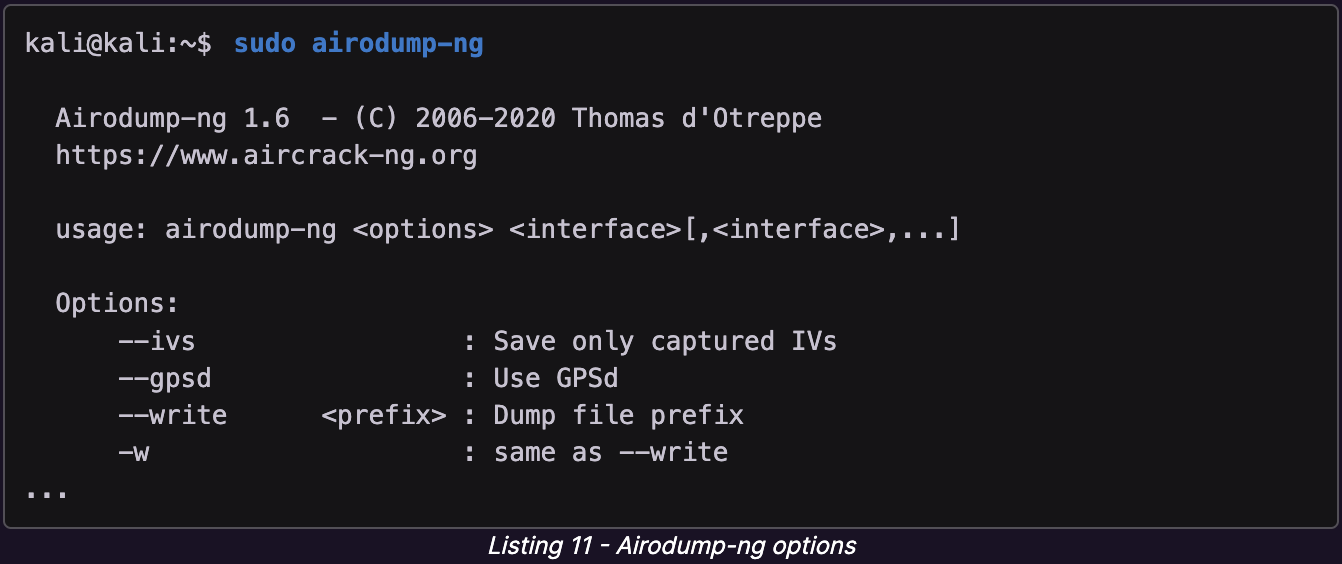 kali@kali:~$ sudo airodump-ng
Airodump-ng 1.6  - (C) 2006-2020 Thomas d'Otreppe
https://www.aircrack-ng.org
usage: airodump-ng <options> <interface>[,<interface>,...]
Options:
--ivs                 : Save only captured IVs
--gpsd                : Use GPSd
--write      <prefix> : Dump file prefix
-w                    : same as --write
...
Listing 11 - Airodump-ng options